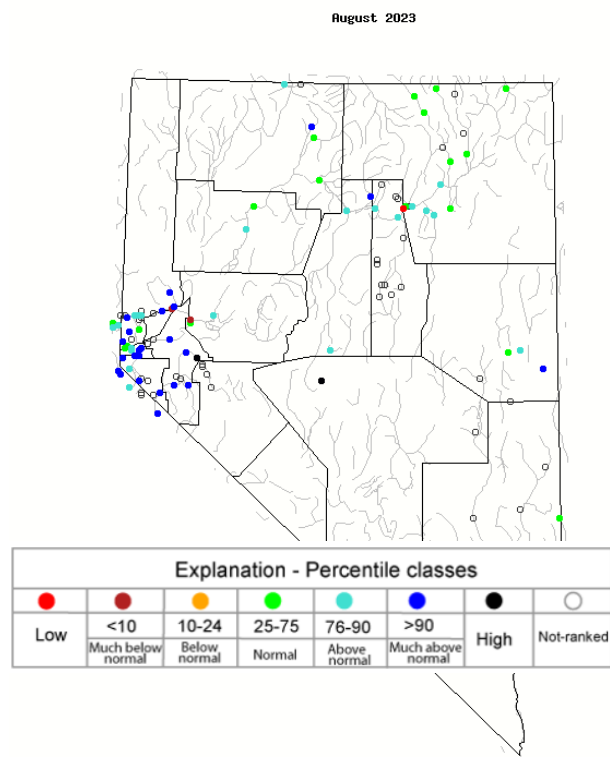 August 2023
Explanation - Percentile classes
Low
<10
Much below
normal
10-24
Below
normal
25-75
Normal
76-90
Above
normal
>90
Much above
normal
High
Not-ranked